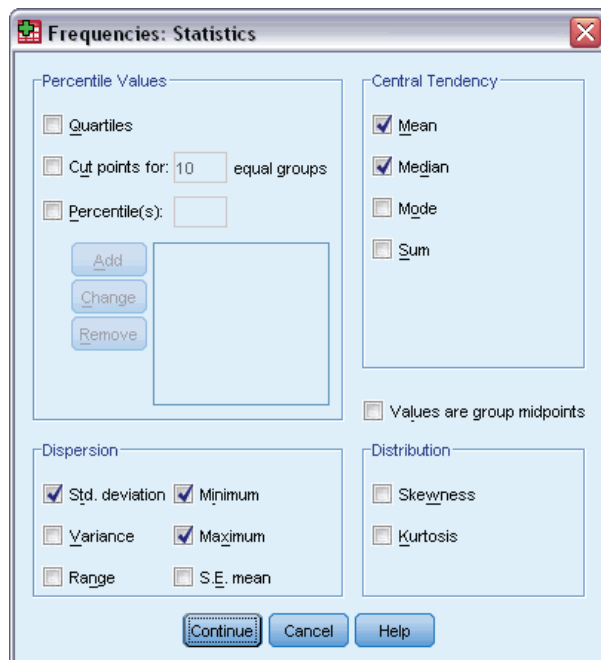 Frequencies: Statistics
Percentile Values
Quartiles
Cut points for: 10 equal groups
Percentile(s):
Add
Change
Remove
Central Tendency
Mean
Median
Mode
Sum
Values are group midpoints
Dispersion
Std. deviation Minimum
Variance Maximum
Range S.E. mean
Distribution
Skewness
Kurtosis
Continue Cancel Help